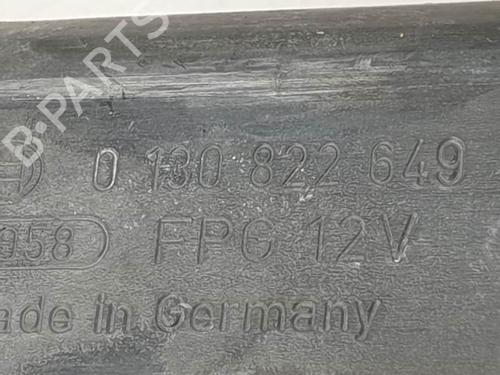 B-PARTS
0 130 822 649
958 FPG 12V
ade in Germany